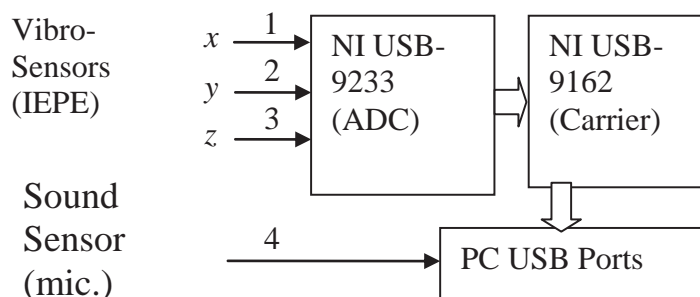 Vibro-
Sensors
(IEPE)
x
1
y
2
z
3
NI USB-
9233
(ADC)
NI USB-
9162
(Carrier)
Sound
Sensor
(mic.)
4
PC USB Ports